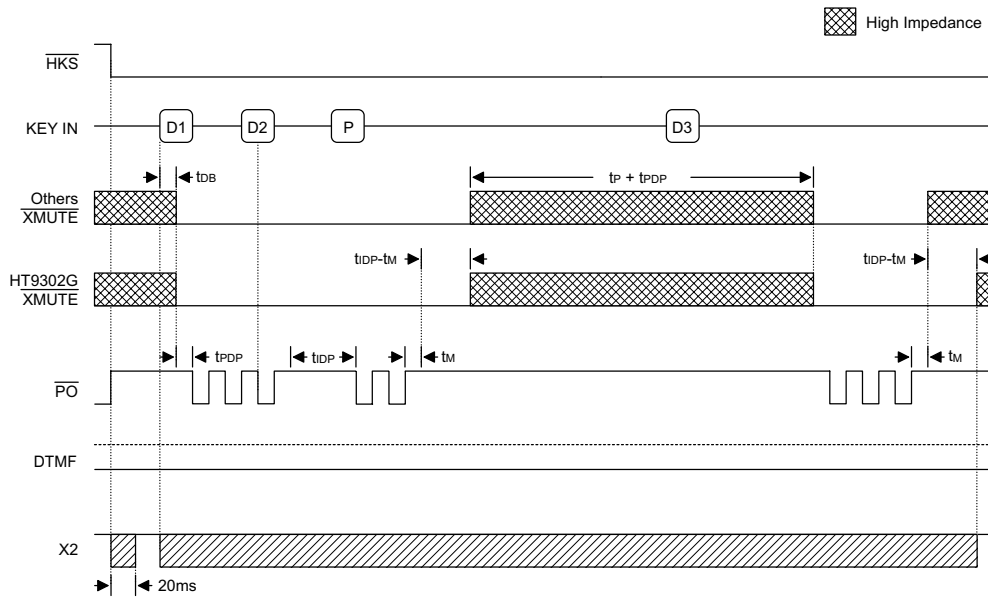 High Impedance
HKS
KEY IN D1 D2 P D3
tDB
tP + tPDP
Others
XMUTE
tIDP-tM tIDP-tM
HT9302G
XMUTE
tPDP tIDP tM tM
PO
DTMF
X2
20ms